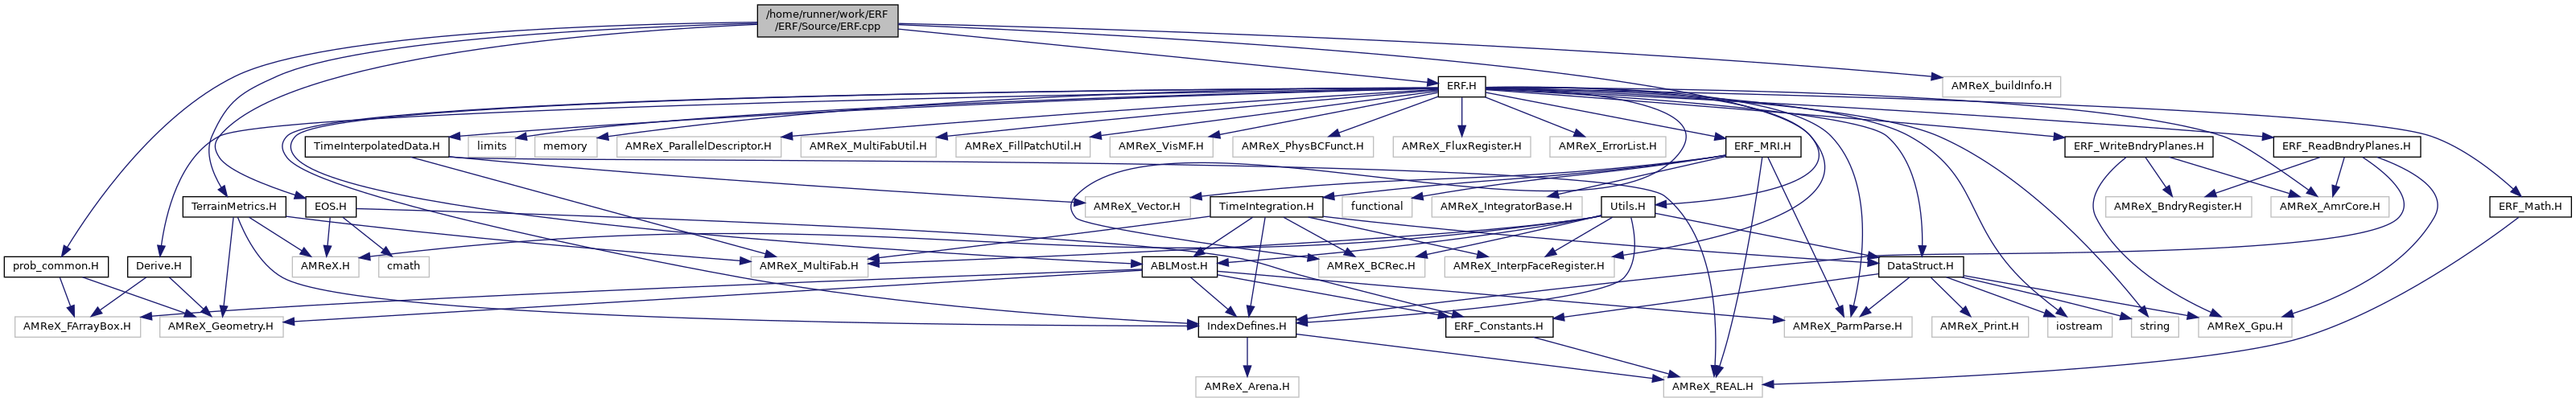 /home/runner/work/ERF
/ERF/Source/ERF.cpp
ERF.H
AMReX_buildInfo.H
TimeInterpolatedData.H
limits
memory
AMReX_ParallelDescriptor.H
AMReX_MultiFabUtil.H
AMReX_FillPatchUtil.H
AMReX_VisMF.H
AMReX_PhysBCFunct.H
AMReX_FluxRegister.H
AMReX_ErrorList.H
ERF_MRI.H
ERF_WriteBndryPlanes.H
ERF_ReadBndryPlanes.H
TerrainMetrics.H
EOS.H
AMReX_Vector.H
TimeIntegration.H
functional
AMReX_IntegratorBase.H
Utils.H
AMReX_BndryRegister.H
AMReX_AmrCore.H
ERF_Math.H
prob_common.H
Derive.H
AMReX.H
cmath
AMReX_MultiFab.H
ABLMost.H
AMReX_BCRec.H
AMReX_InterpFaceRegister.H
DataStruct.H
AMReX_FArrayBox.H
AMReX_Geometry.H
IndexDefines.H
ERF_Constants.H
AMReX_ParmParse.H
AMReX_Print.H
iostream
string
AMReX_Gpu.H
AMReX_Arena.H
AMReX_REAL.H